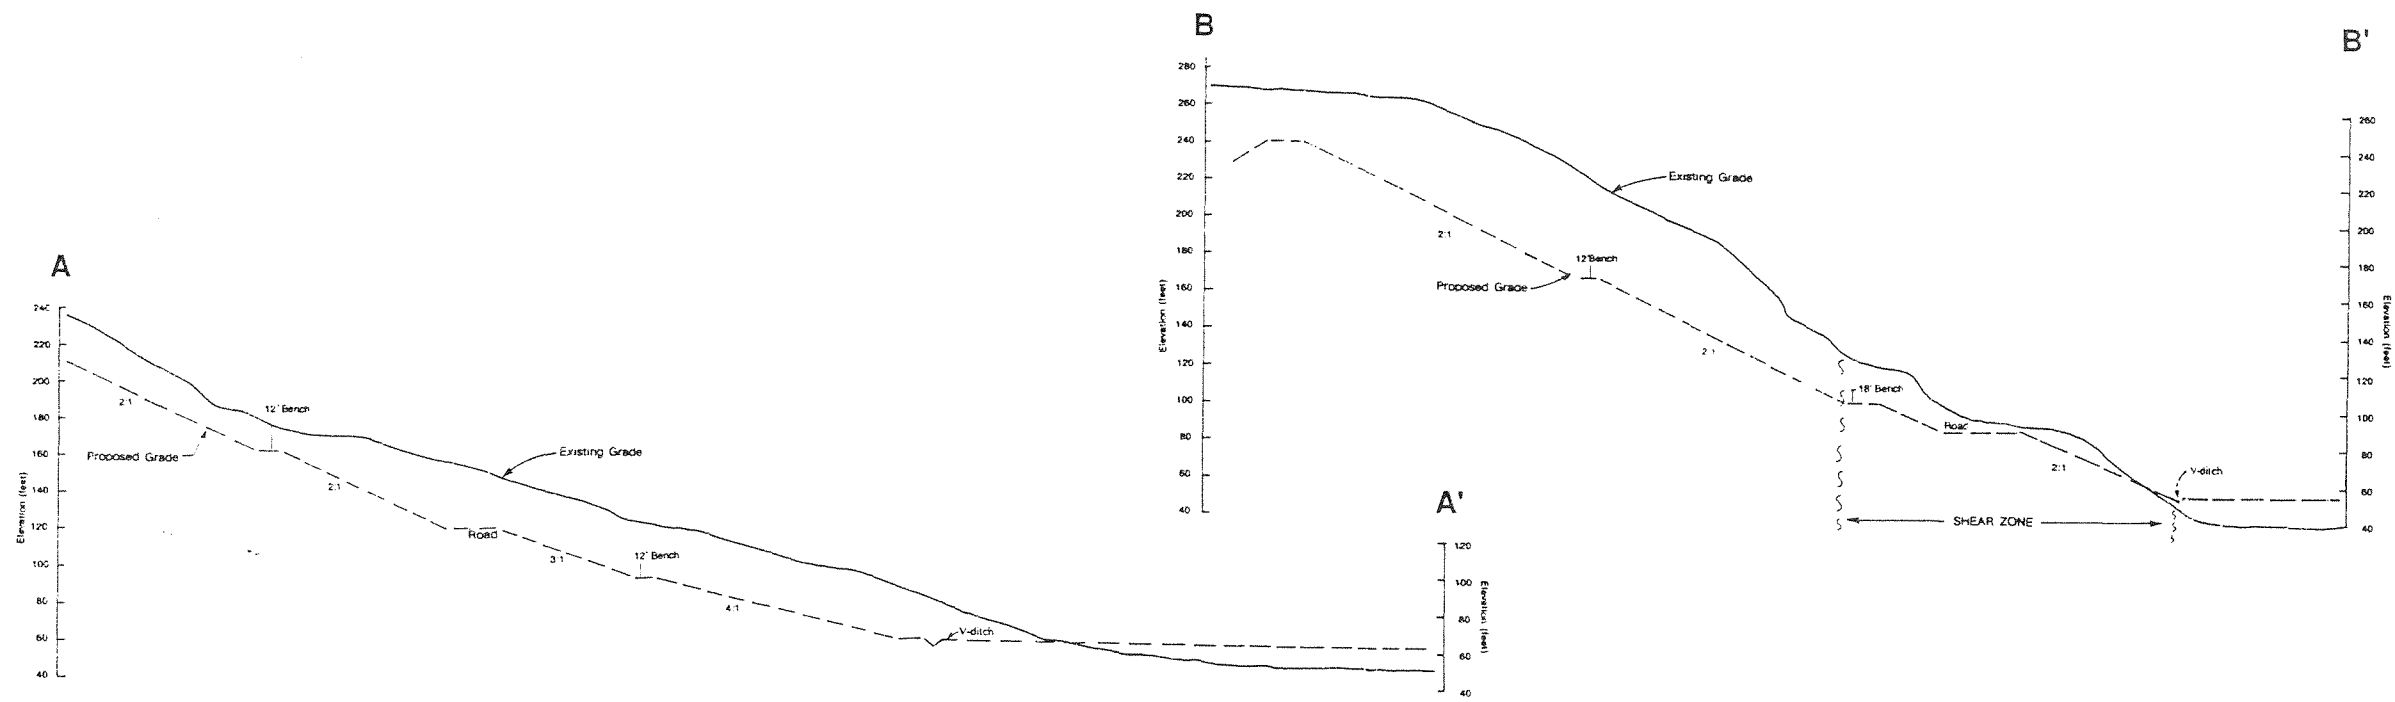 A
240
220
200
180
160
140
120
100
80
60
40
Elevation (feet)
2:1
Proposed Grade
12' Bench
2:1
Existing Grade
Road
3:1
12' Bench
4:1
V-ditch
A'
120
100
80
60
40
Elevation (feet)
B
280
260
240
220
200
180
160
140
120
100
80
60
40
Elevation (feet)
Existing Grade
2:1
12' Bench
Proposed Grade
2:1
18' Bench
Road
2:1
V-ditch
SHEAR ZONE
B'
260
240
220
200
180
160
140
120
100
80
60
40
Elevation (feet)